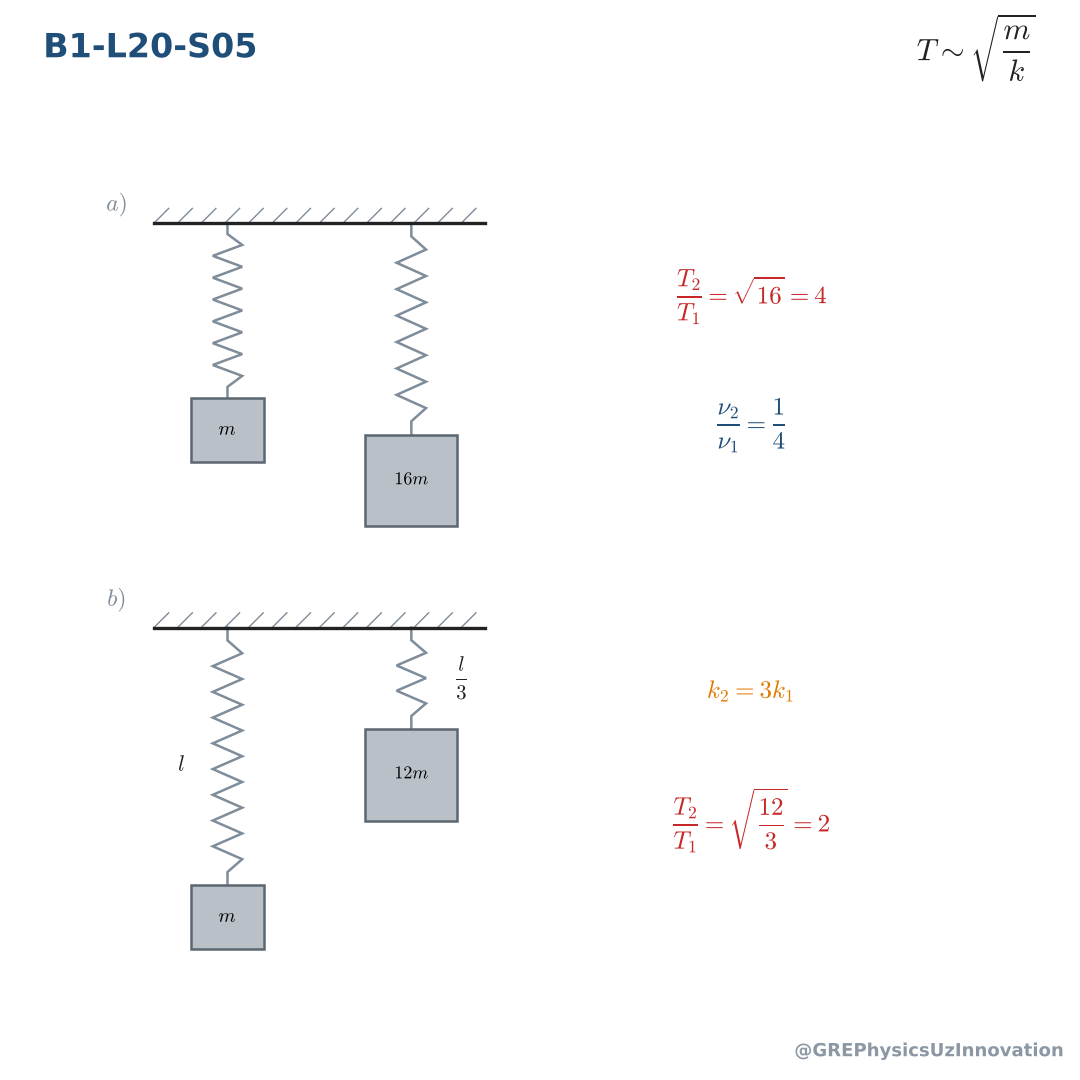 B1-L20-S05
T ∼ √(m/k)
a)
m
16m
T₂/T₁ = √16 = 4
ν₂/ν₁ = 1/4
b)
l
l/3
m
12m
k₂ = 3k₁
T₂/T₁ = √(12/3) = 2
@GREPhysicsUzInnovation